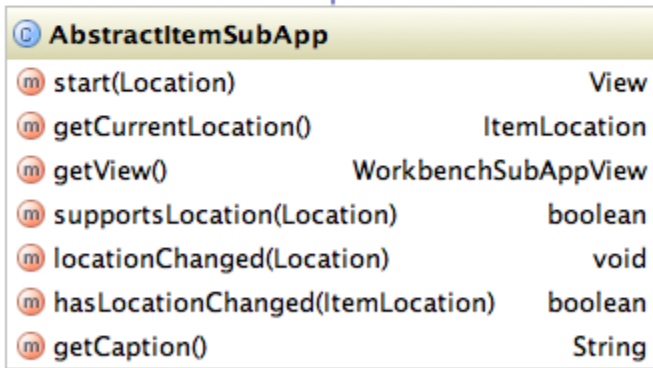 C AbstractItemSubApp
m start(Location) View
m getCurrentLocation() ItemLocation
m getView() WorkbenchSubAppView
m supportsLocation(Location) boolean
m locationChanged(Location) void
m hasLocationChanged(ItemLocation) boolean
m getCaption() String